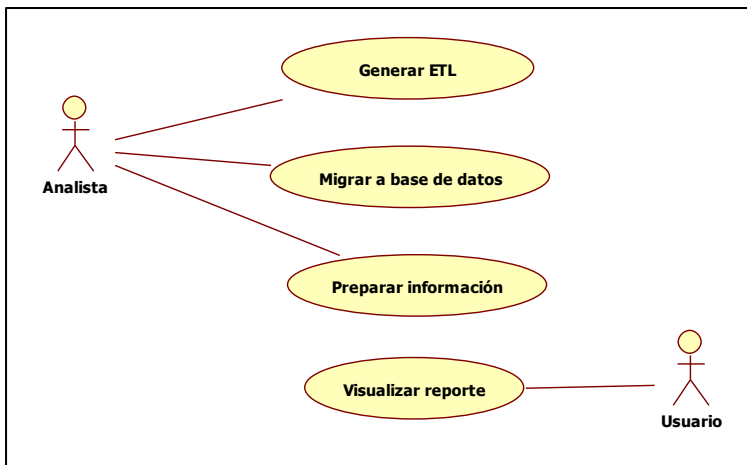 Generar ETL
Analista
Migrar a base de datos
Preparar información
Visualizar reporte
Usuario